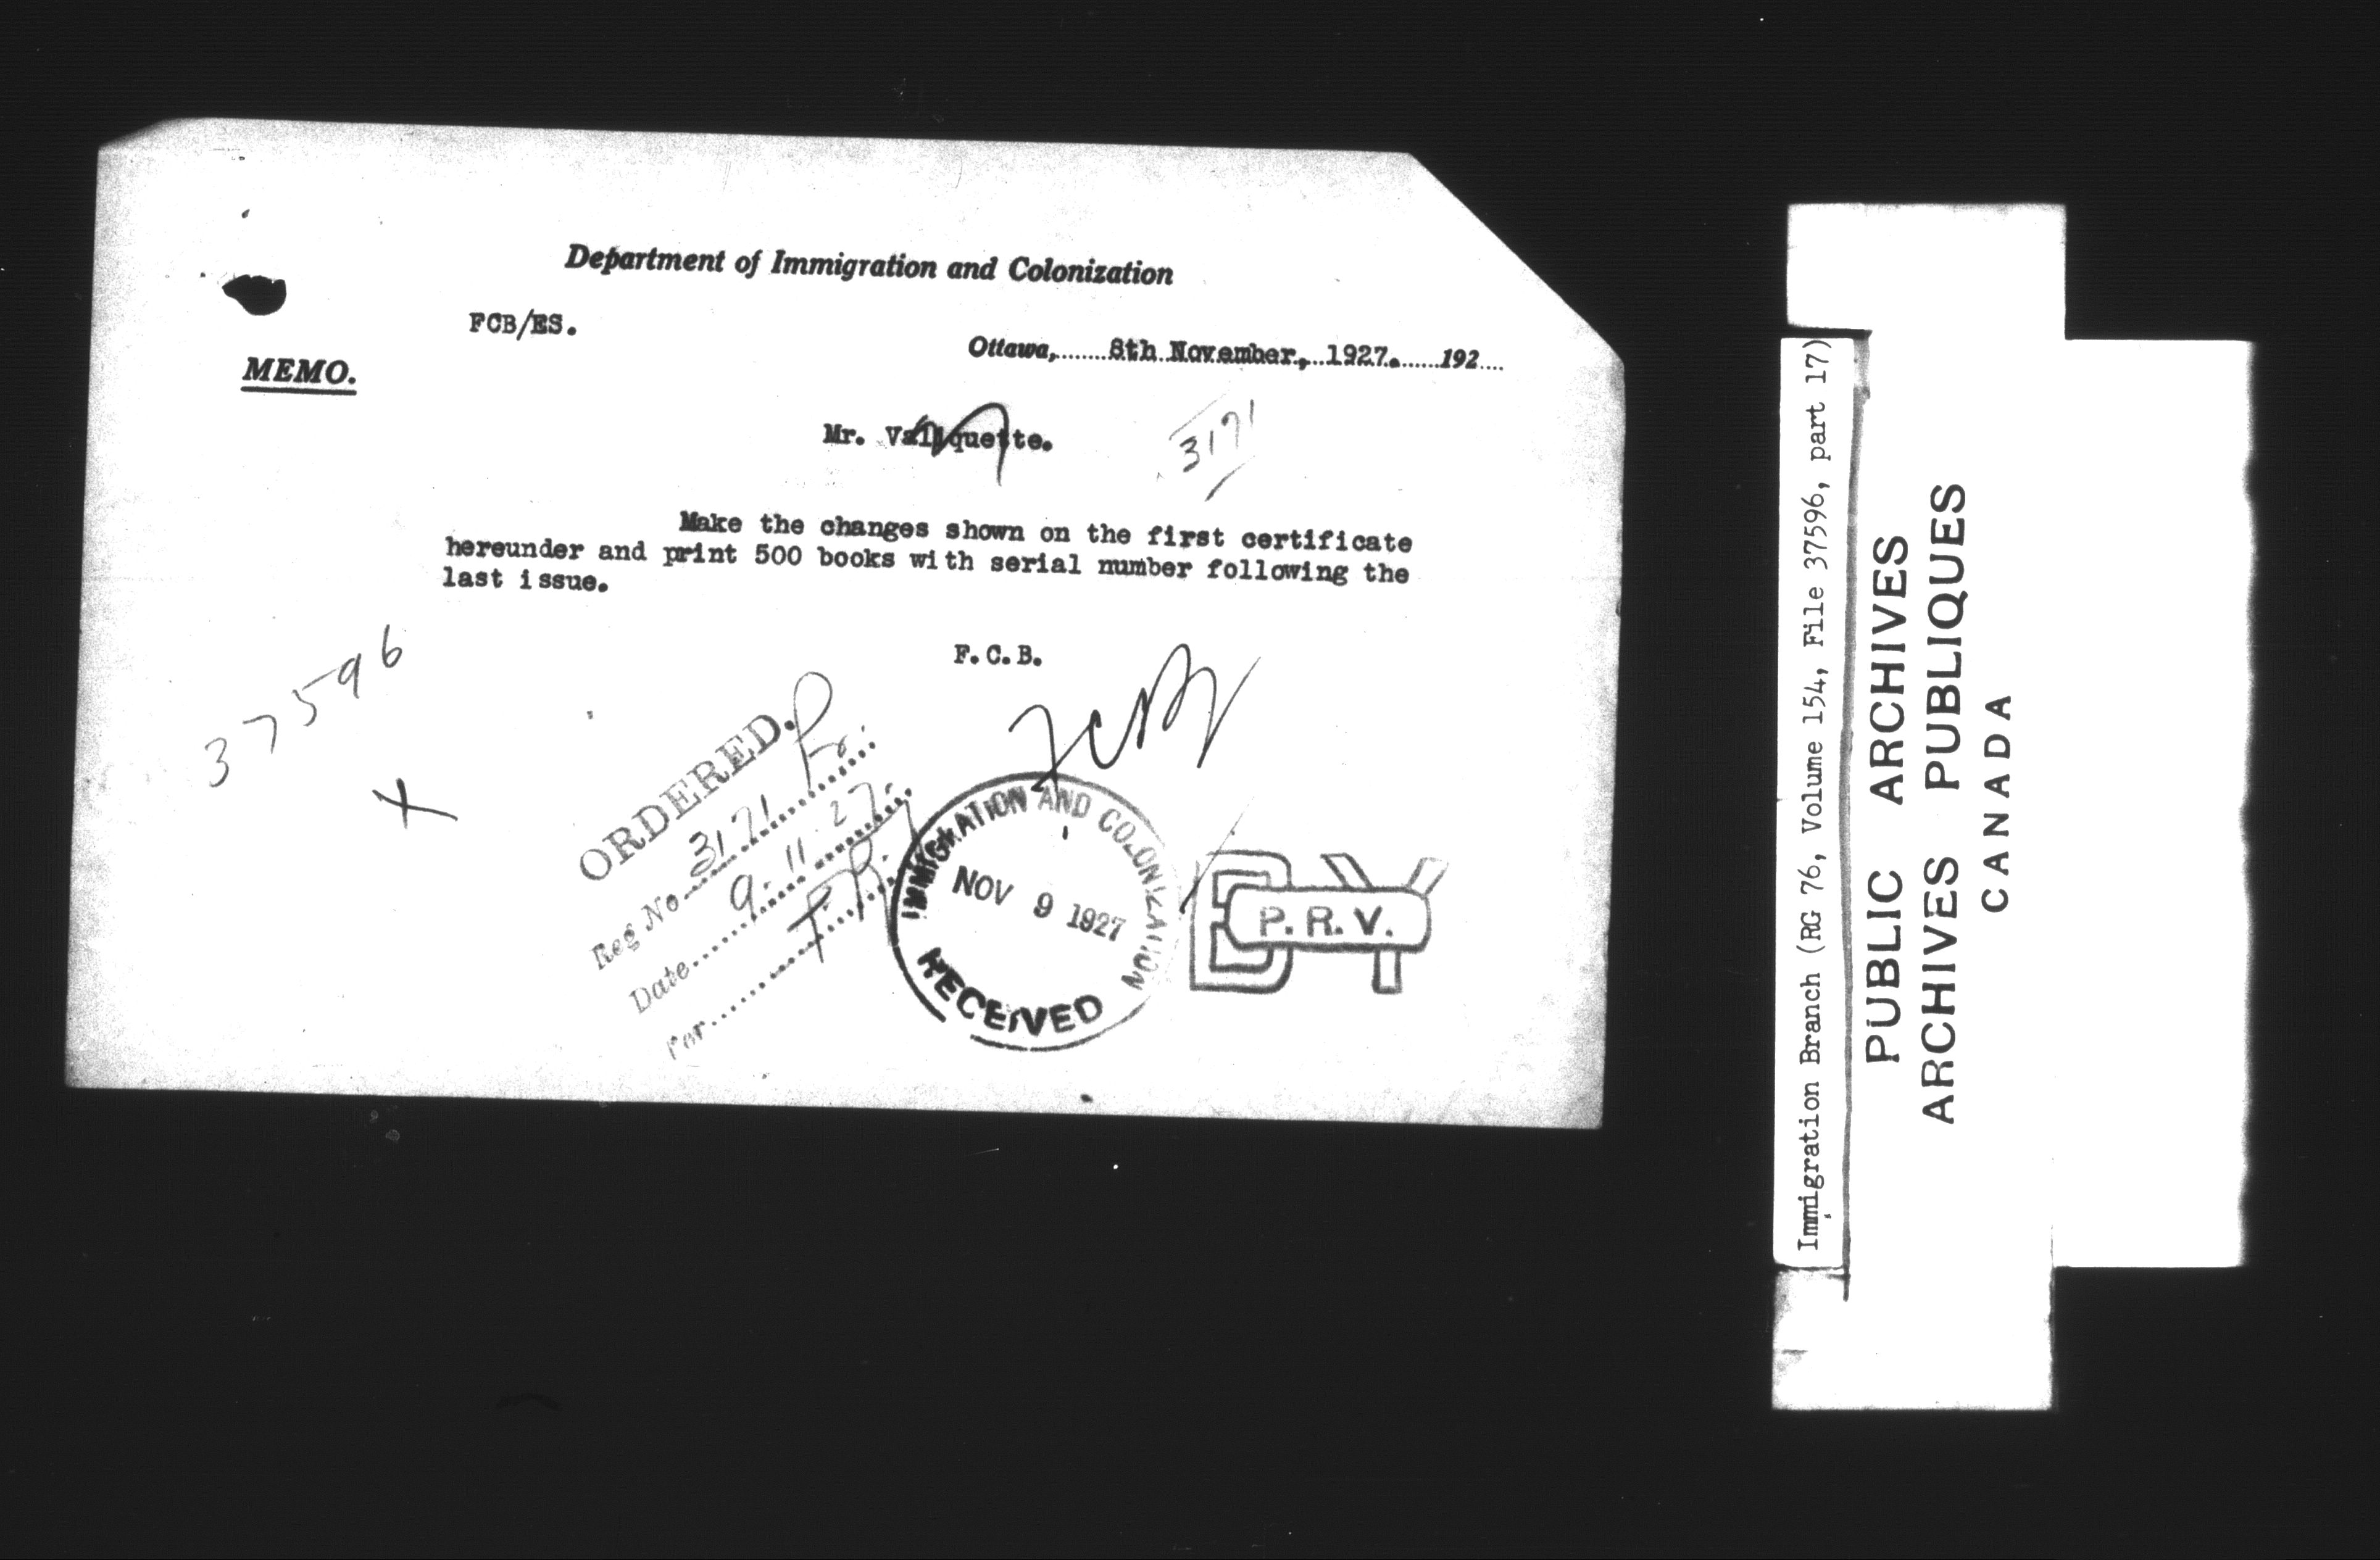 Department of Immigration and Colonization
FCB/ES.
Ottawa,........8th November, 1927.......192....
MEMO.
Mr. Valiquette.
3171
Make the changes shown on the first certificate
hereunder and print 500 books with serial number following the
last issue.
F.C.B.
FCB
37596
X
ORDERED.
Reg No. 3171
Date 9.11.27
Per
IMMIGRATION AND COLONIZATION
NOV 9 1927
RECEIVED
P.R.V.
Immigration Branch (RG 76, Volume 154, File 37596, part 17)
PUBLIC ARCHIVES
ARCHIVES PUBLIQUES
CANADA